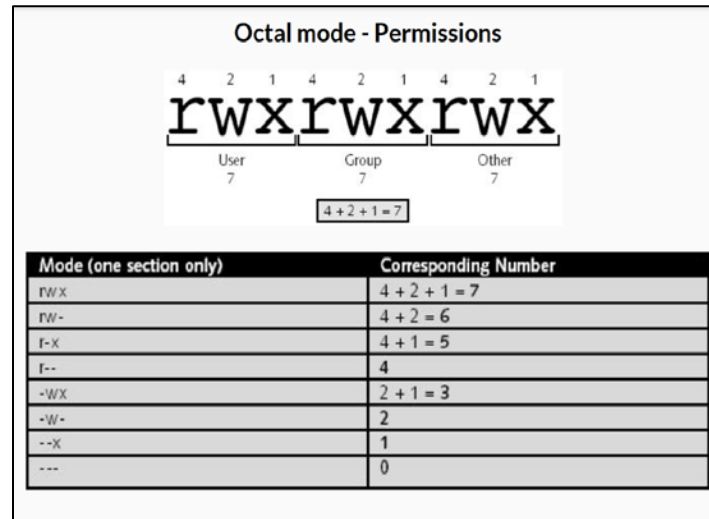 Octal mode - Permissions
4 2 1 4 2 1 4 2 1
rwxrwxrwx
User Group Other
7 7 7
4 + 2 + 1 = 7
Mode (one section only) Corresponding Number
rwx 4 + 2 + 1 = 7
rw- 4 + 2 = 6
r-x 4 + 1 = 5
r-- 4
-wx 2 + 1 = 3
-w- 2
--x 1
--- 0